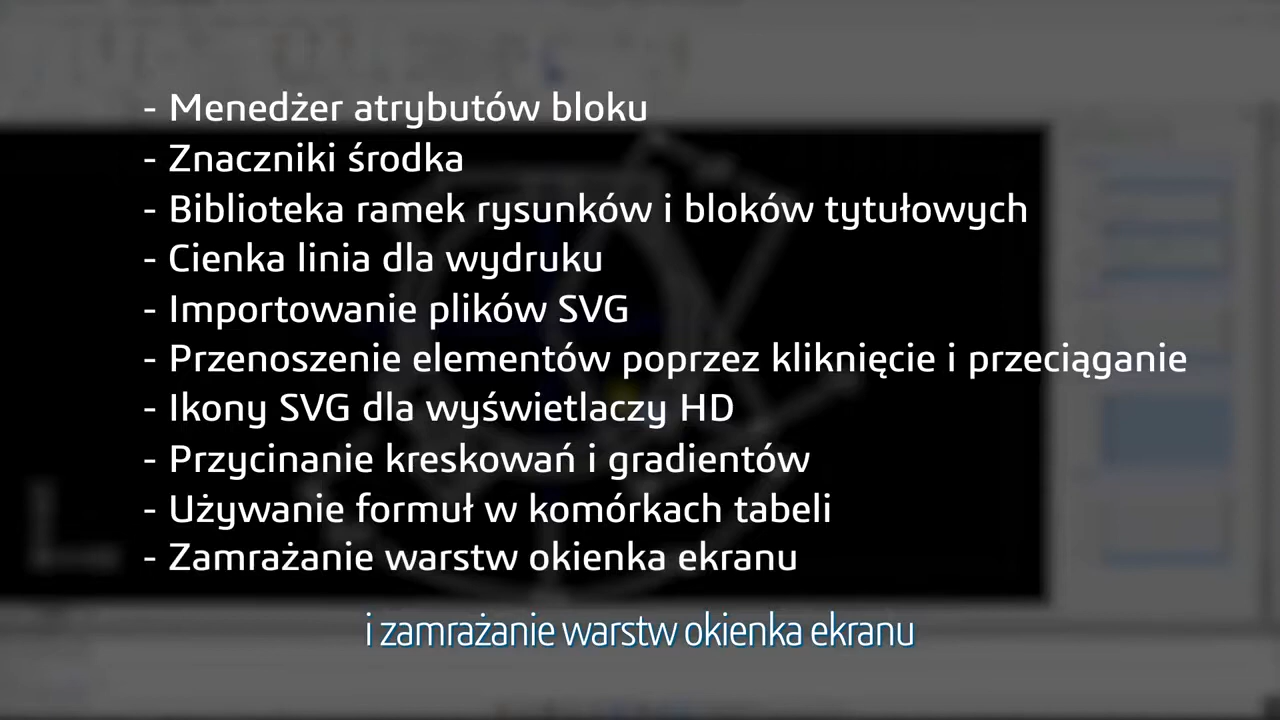 - Menedżer atrybutów bloku
- Znaczniki środka
- Biblioteka ramek rysunków i bloków tytułowych
- Cienka linia dla wydruku
- Importowanie plików SVG
- Przenoszenie elementów poprzez kliknięcie i przeciąganie
- Ikony SVG dla wyświetlaczy HD
- Przycinanie kreskowań i gradientów
- Używanie formuł w komórkach tabeli
- Zamrażanie warstw okienka ekranu
i zamrażanie warstw okienka ekranu